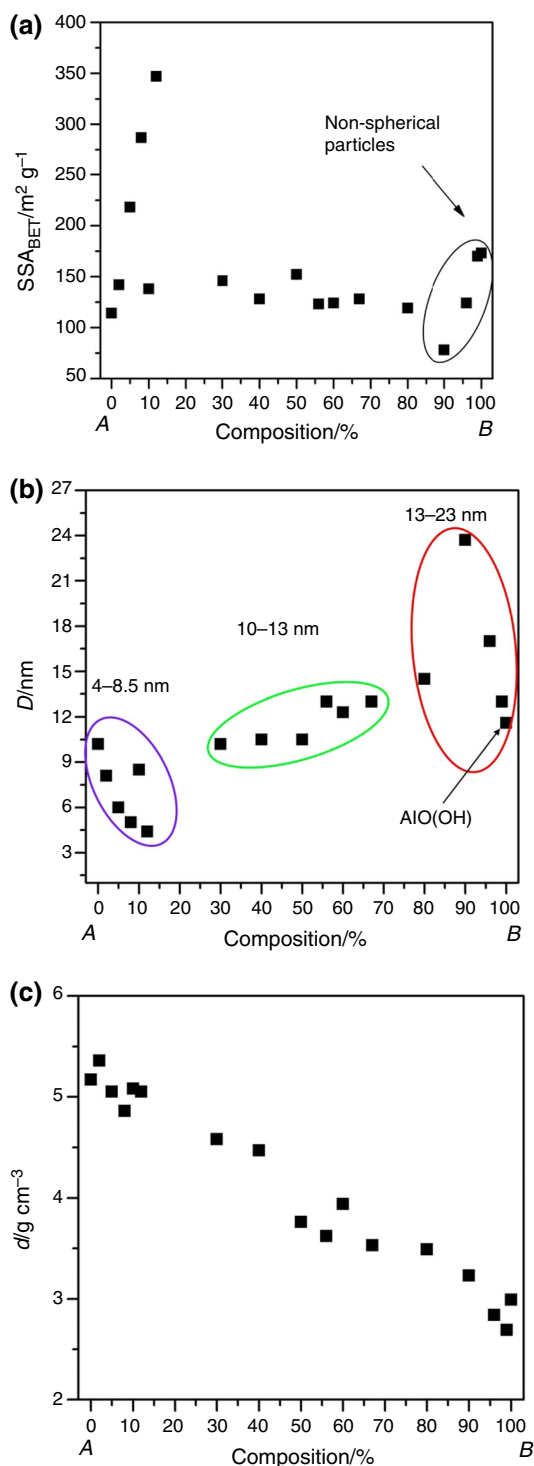 (a)
400
350
300
250
200
150
100
50
SSA_BET/m² g⁻¹
Non-spherical
particles
0 10 20 30 40 50 60 70 80 90 100
A Composition/% B
(b)
27
24
21
18
15
12
9
6
3
D/nm
13–23 nm
10–13 nm
4–8.5 nm
AlO(OH)
0 10 20 30 40 50 60 70 80 90 100
A Composition/% B
(c)
6
5
4
3
2
d/g cm⁻³
0 10 20 30 40 50 60 70 80 90 100
A Composition/% B